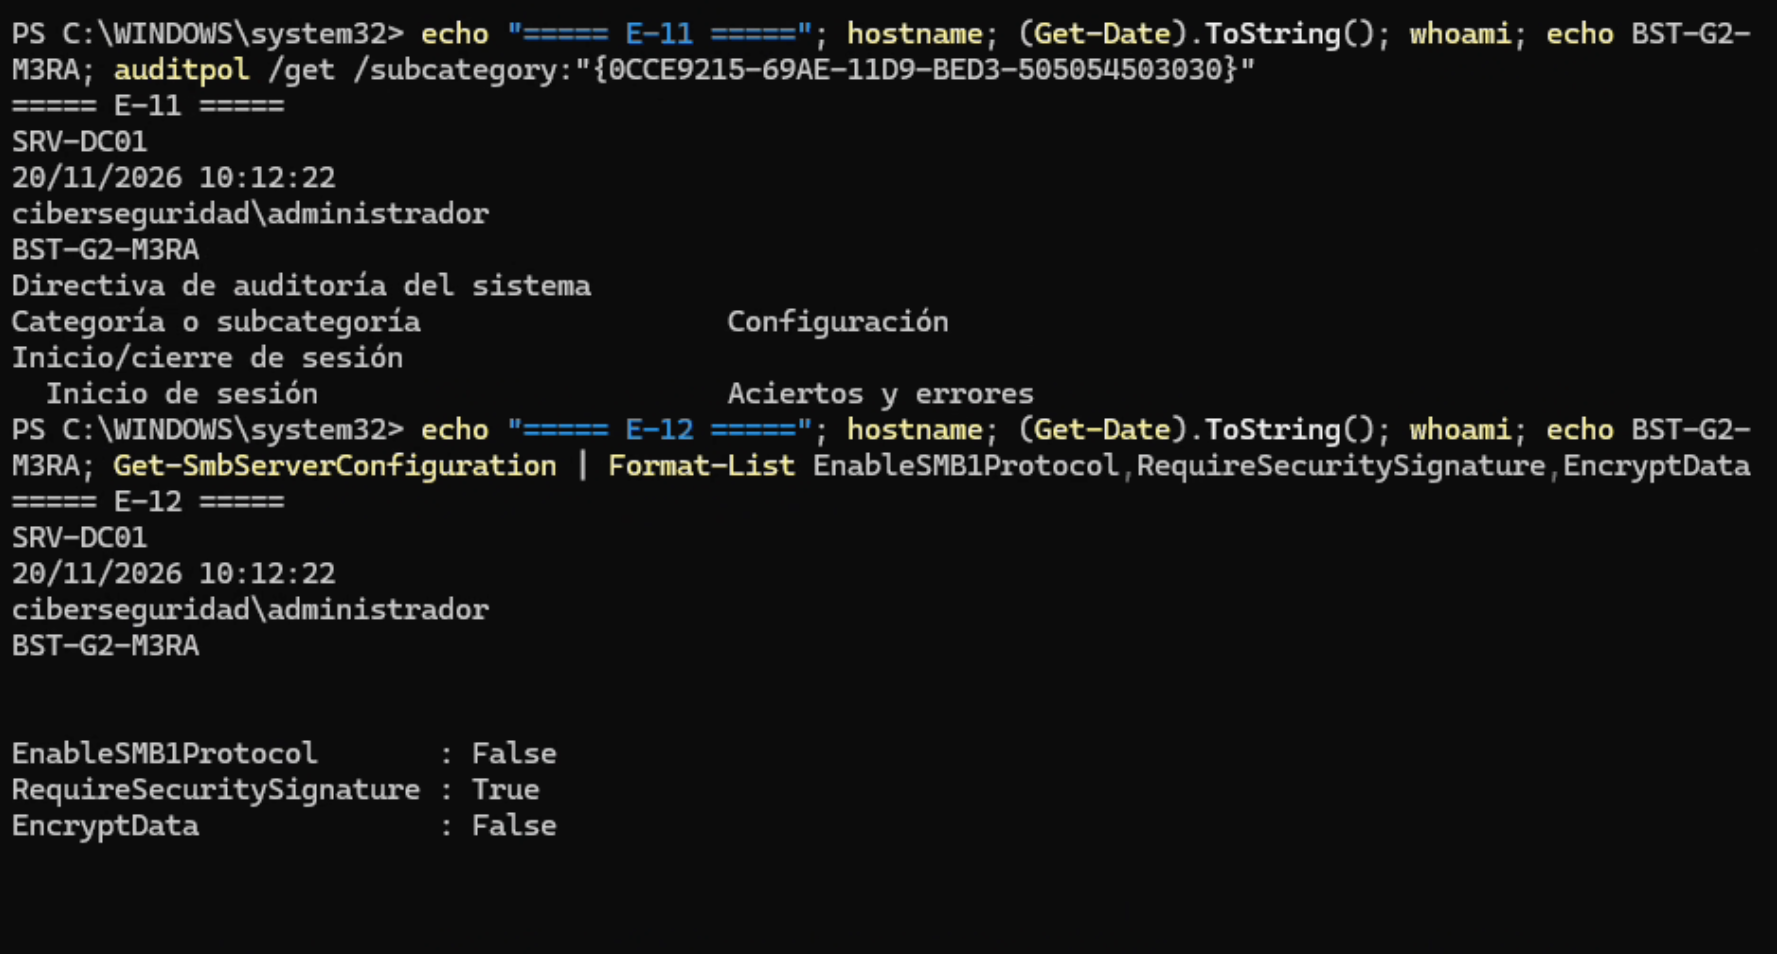 PS C:\WINDOWS\system32> echo "===== E-11 ====="; hostname; (Get-Date).ToString(); whoami; echo BST-G2-
M3RA; auditpol /get /subcategory:"{0CCE9215-69AE-11D9-BED3-505054503030}"
===== E-11 =====
SRV-DC01
20/11/2026 10:12:22
ciberseguridad\administrador
BST-G2-M3RA
Directiva de auditoría del sistema
Categoría o subcategoría                  Configuración
Inicio/cierre de sesión
  Inicio de sesión                        Aciertos y errores
PS C:\WINDOWS\system32> echo "===== E-12 ====="; hostname; (Get-Date).ToString(); whoami; echo BST-G2-
M3RA; Get-SmbServerConfiguration | Format-List EnableSMB1Protocol,RequireSecuritySignature,EncryptData
===== E-12 =====
SRV-DC01
20/11/2026 10:12:22
ciberseguridad\administrador
BST-G2-M3RA
EnableSMB1Protocol       : False
RequireSecuritySignature : True
EncryptData              : False